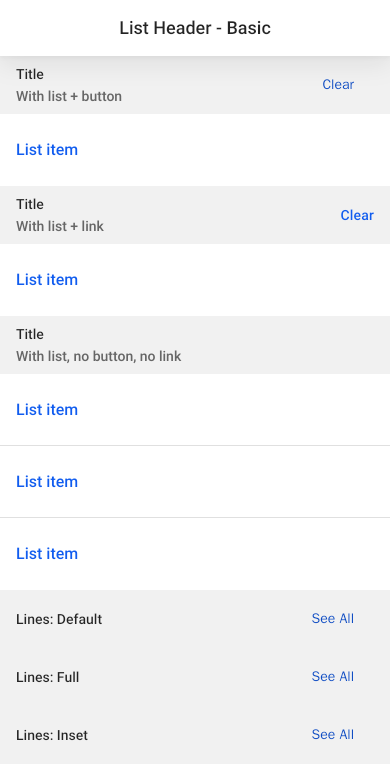 List Header - Basic
Title
Clear
With list + button
List item
Title
With list + link
Clear
List item
Title
With list, no button, no link
List item
List item
List item
Lines: Default
See All
Lines: Full
See All
Lines: Inset
See All